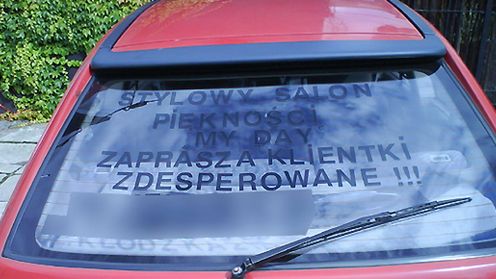 STYLOWY SALON
PiĘKNOŚCi
"MY DAY"
ZAPRASZA KLiENTKi
ZDESPEROWANE !!!